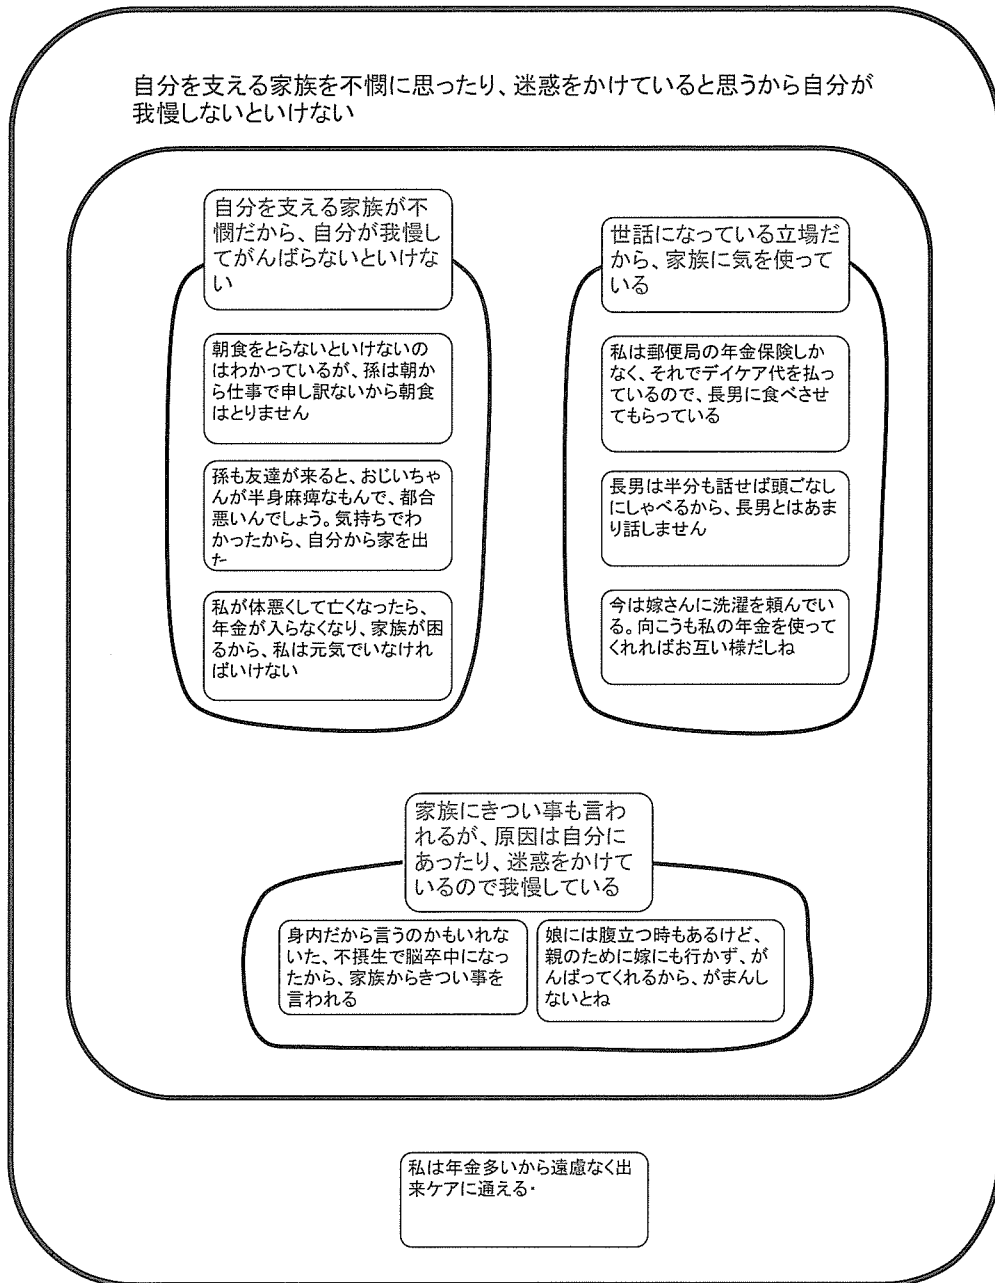 自分を支える家族を不憫に思ったり、迷惑をかけていると思うから自分が
我慢しないといけない
自分を支える家族が不
憫だから、自分が我慢し
てがんばらないといけな
い
朝食をとらないといけないの
はわかっているが、孫は朝か
ら仕事で申し訳ないから朝食
はとりません
孫も友達が来ると、おじいちゃ
んが半身麻痺なもんで、都合
悪いんでしょう。気持ちでわ
かったから、自分から家を出
た
私が体悪くして亡くなったら、
年金が入らなくなり、家族が困
るから、私は元気でいなけれ
ばいけない
世話になっている立場だ
から、家族に気を使って
いる
私は郵便局の年金保険しか
なく、それでデイケア代を払っ
ているので、長男に食べさせ
てもらっている
長男は半分も話せば頭ごなし
にしゃべるから、長男とはあま
り話しません
今は嫁さんに洗濯を頼んでい
る。向こうも私の年金を使って
くれればお互い様だしね
家族にきつい事も言わ
れるが、原因は自分に
あったり、迷惑をかけて
いるので我慢している
身内だから言うのかもいれな
いた、不摂生で脳卒中になっ
たから、家族からきつい事を
言われる
娘には腹立つ時もあるけど、
親のために嫁にも行かず、が
んばってくれるから、がまんし
ないとね
私は年金多いから遠慮なく出
来ケアに通える・